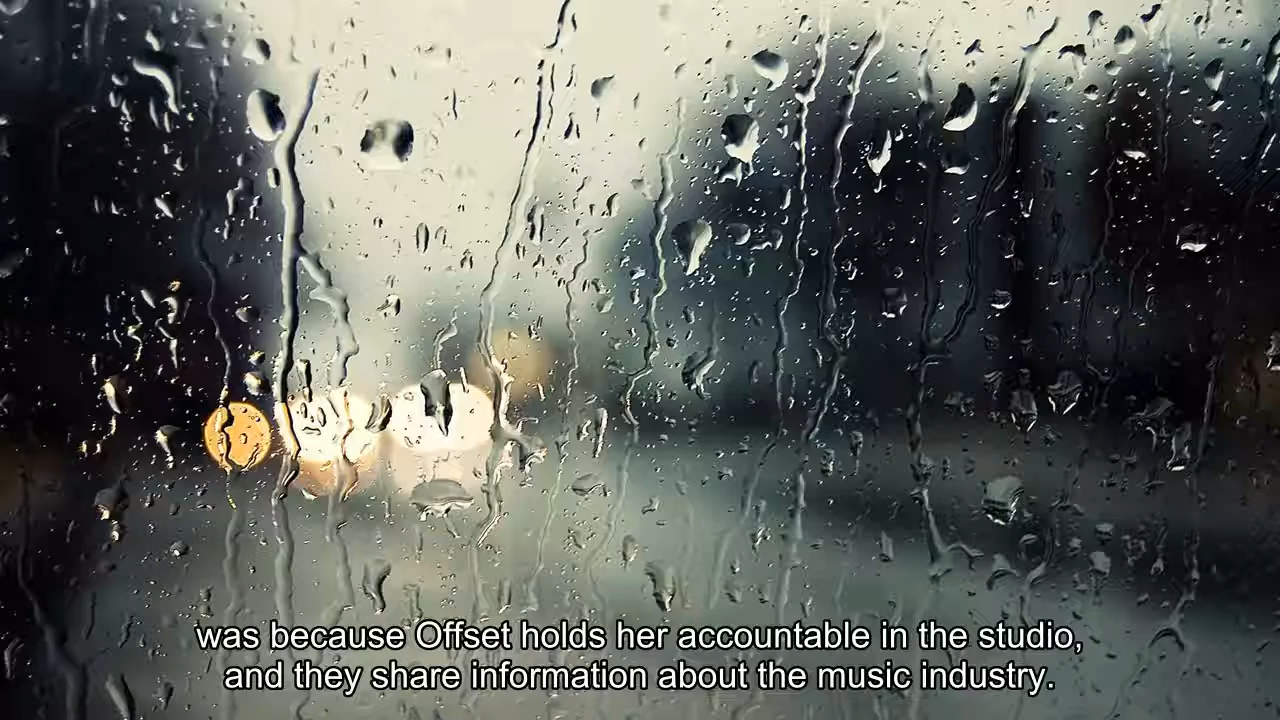 was because Offset holds her accountable in the studio,
and they share information about the music industry.